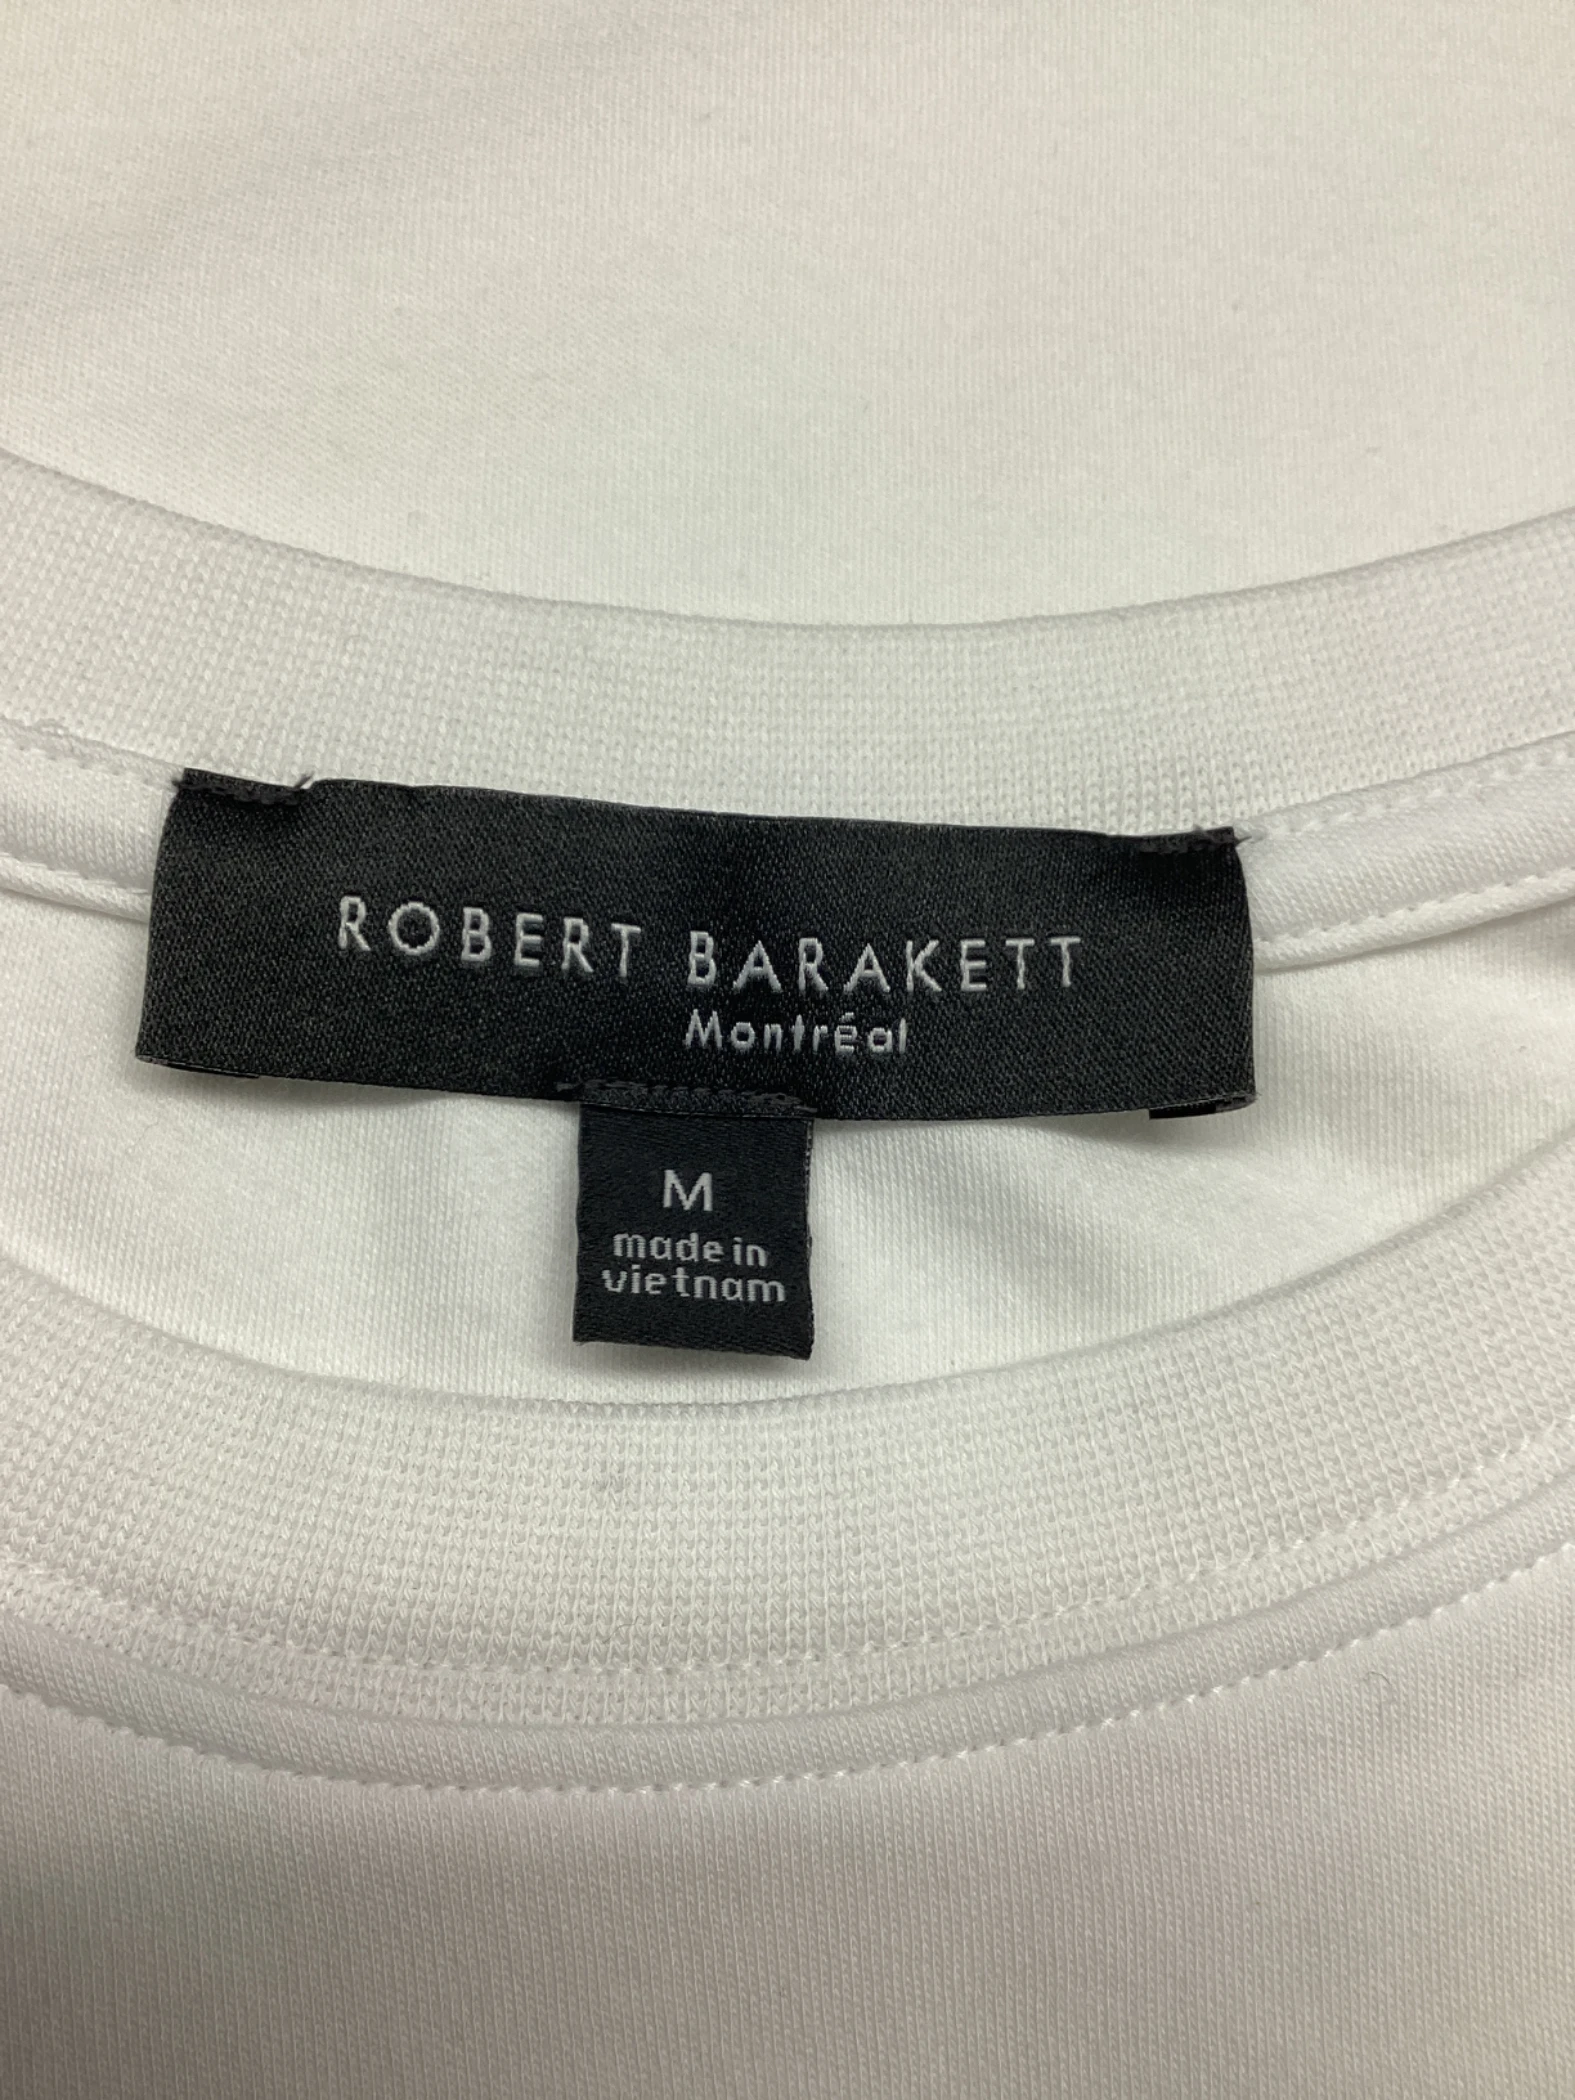 ROBERT BARAKETT
Montréal
M
made in
vietnam